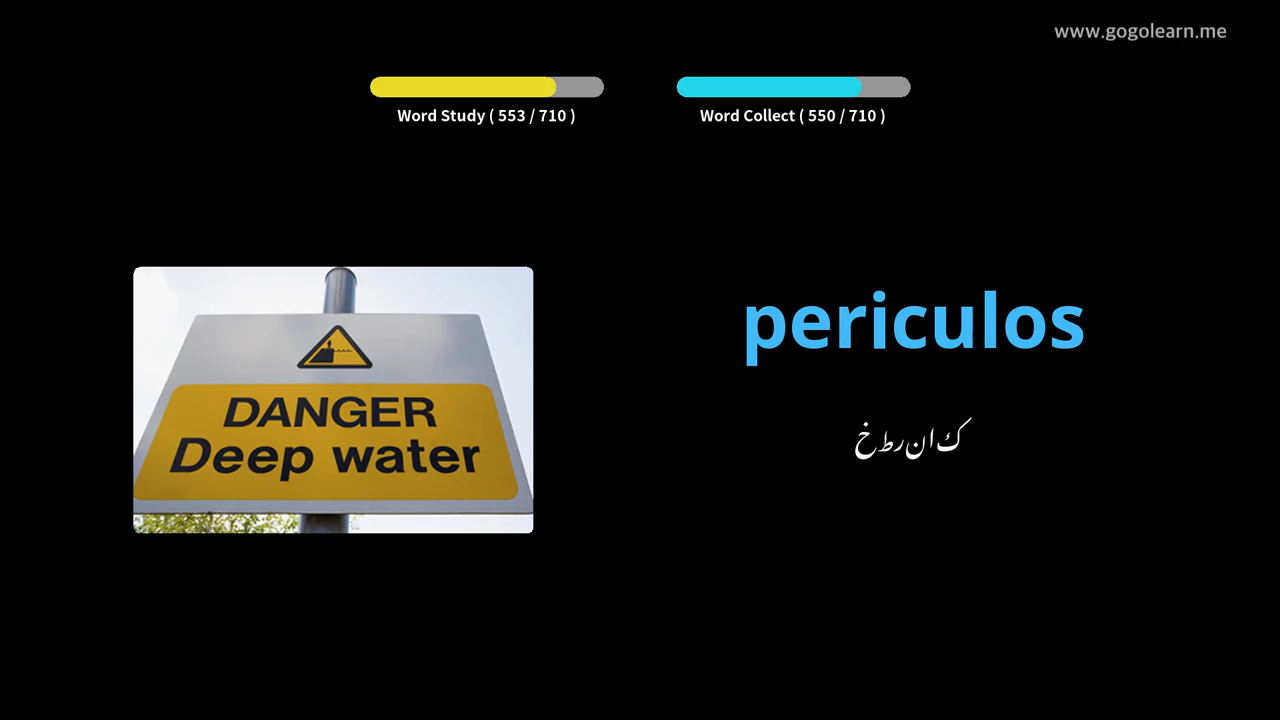 www.gogolearn.me
Word Study ( 553 / 710 )
Word Collect ( 550 / 710 )
DANGER
Deep water
periculos
خطرناک